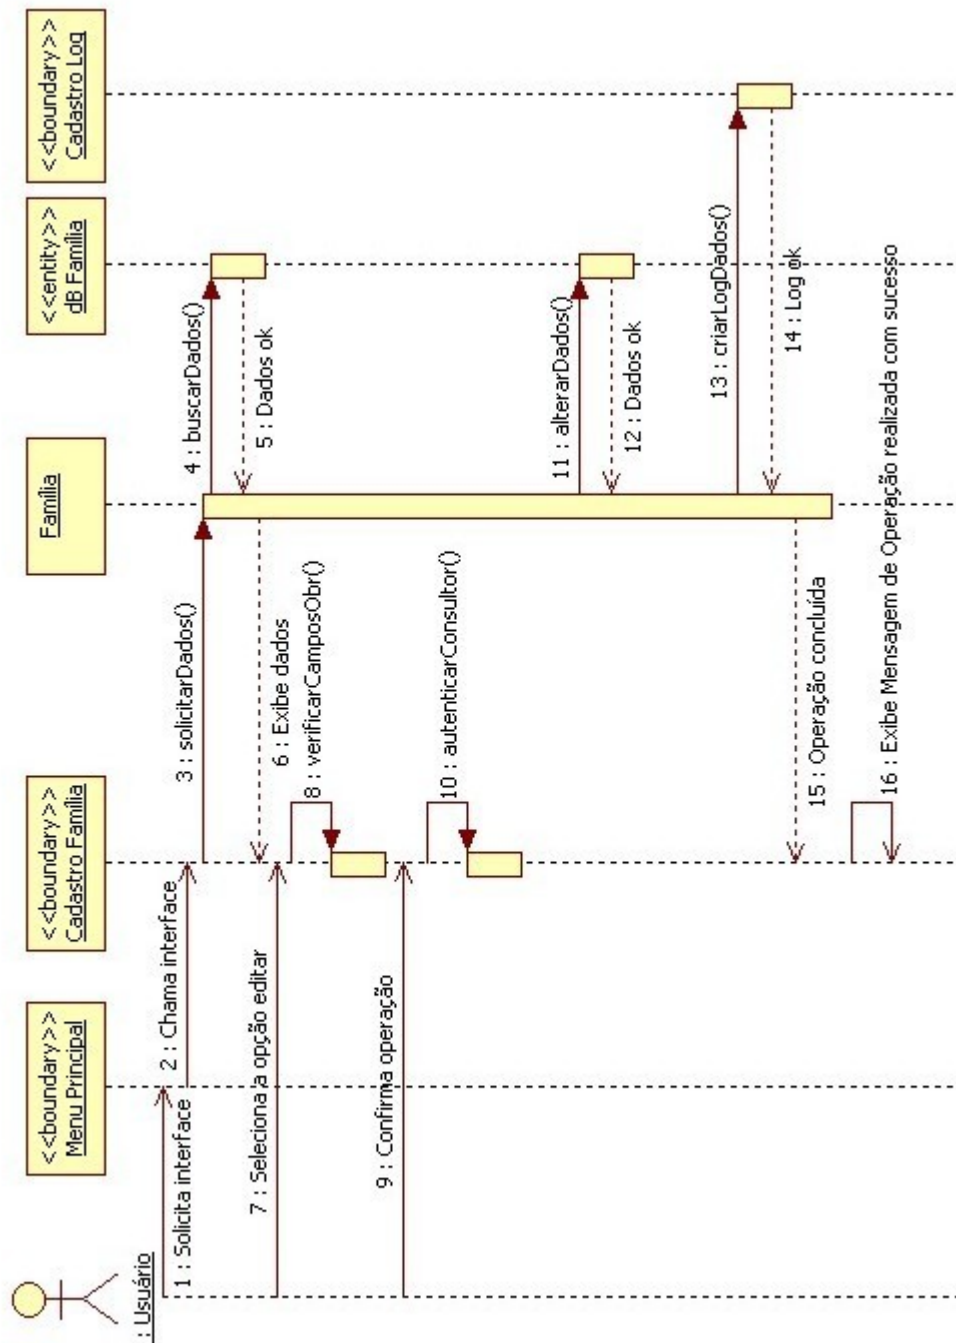 : Usuário
<<boundary>>
Menu Principal
<<boundary>>
Cadastro Família
Família
<<entity>>
dB Família
<<boundary>>
Cadastro Log
1 : Solicita interface
2 : Chama interface
3 : solicitarDados()
4 : buscarDados()
5 : Dados ok
6 : Exibe dados
7 : Seleciona a opção editar
8 : verificarCamposObr()
9 : Confirma operação
10 : autenticarConsultor()
11 : alterarDados()
12 : Dados ok
13 : criarLogDados()
14 : Log ok
15 : Operação concluída
16 : Exibe Mensagem de Operação realizada com sucesso